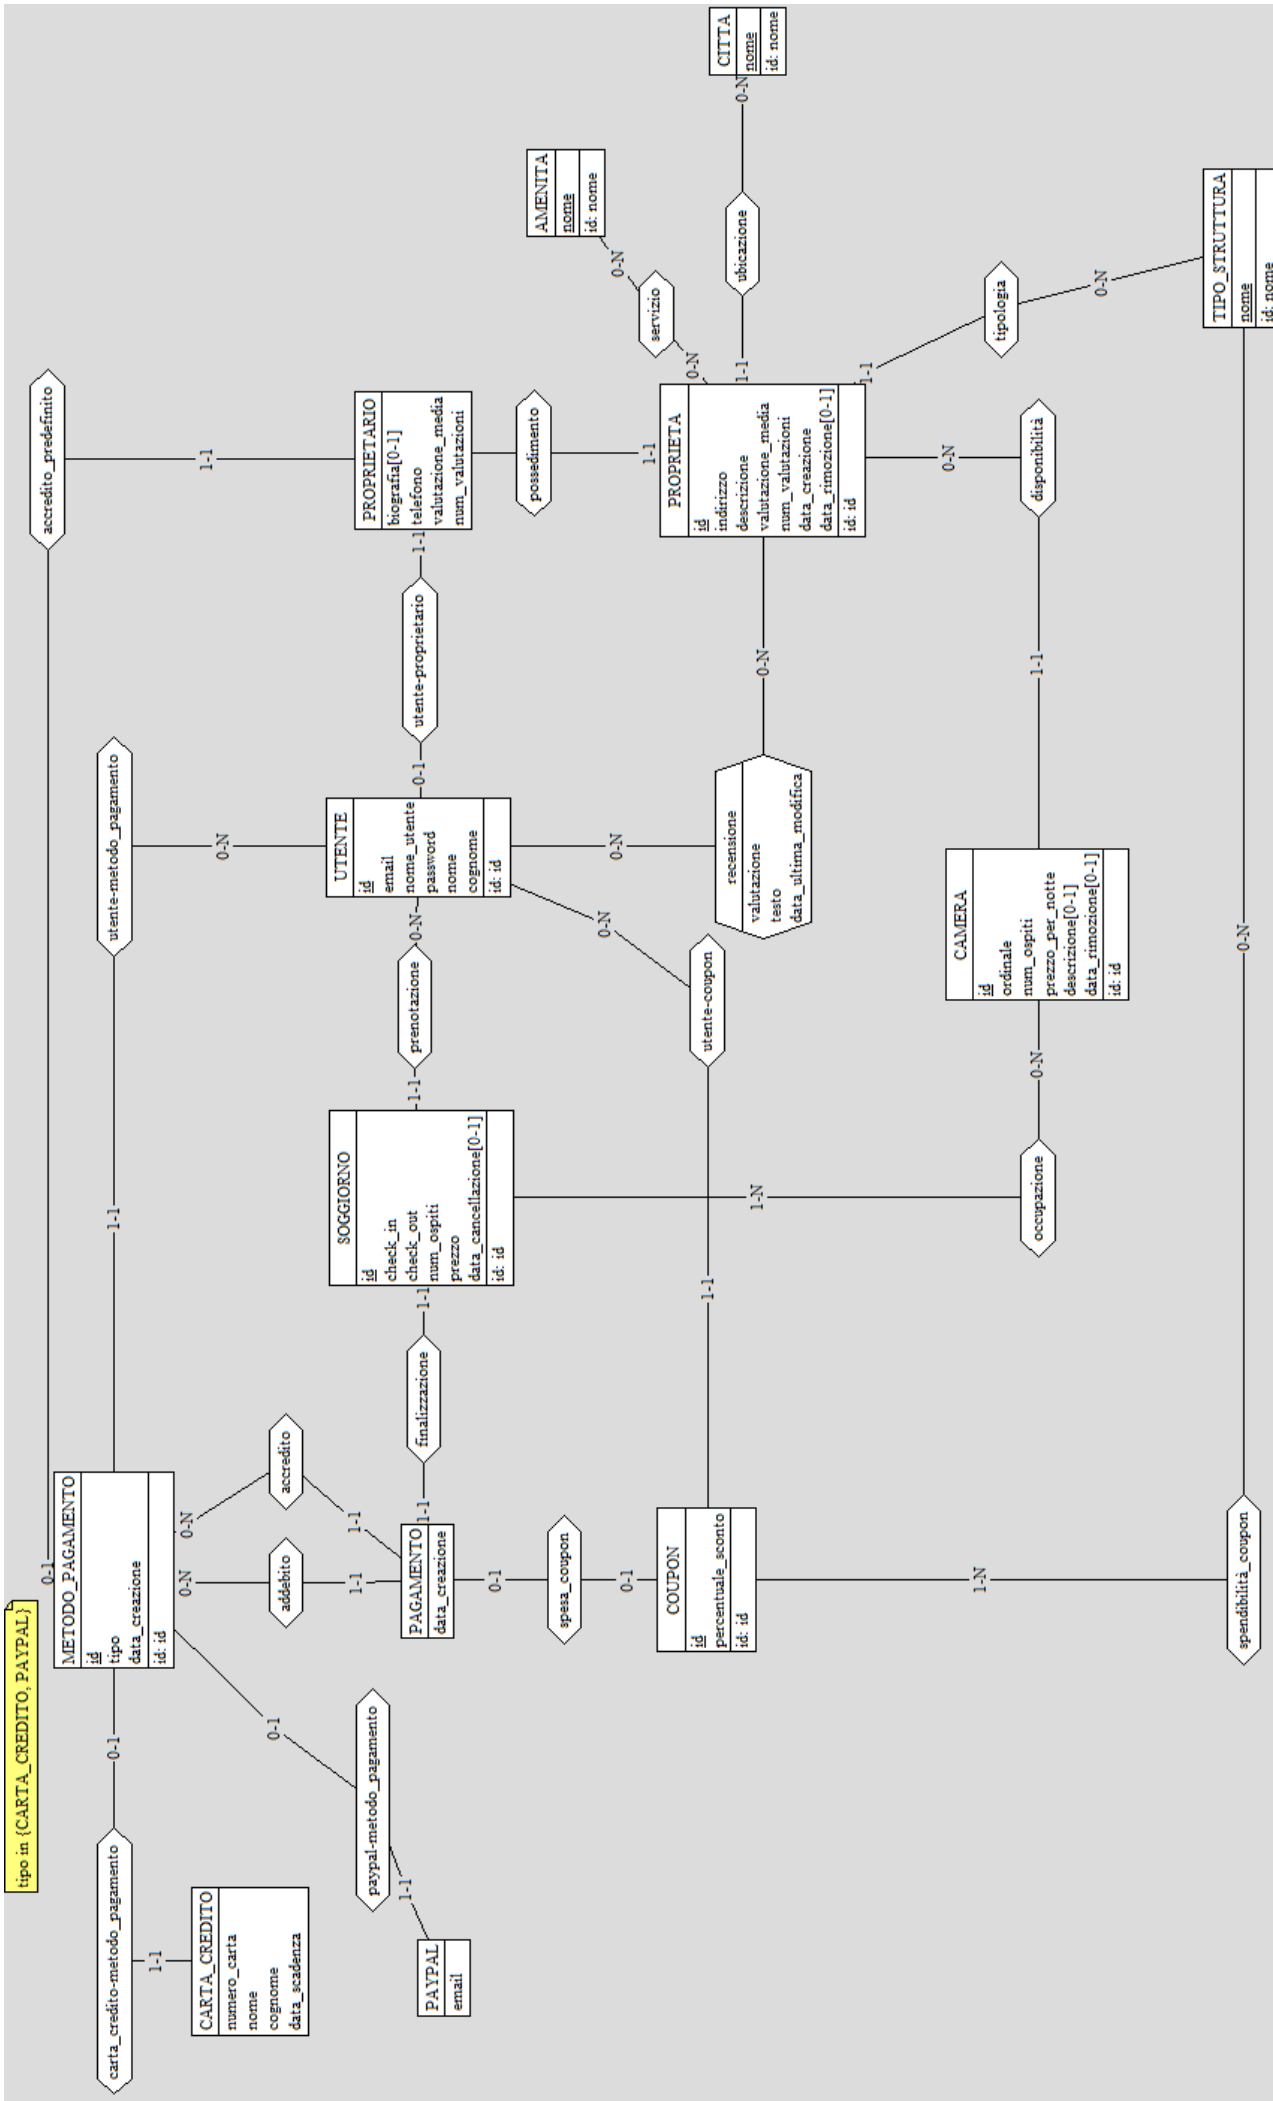 tipo in {CARTA_CREDITO, PAYPAL}
carta_credito-metodo_pagamento
0-1
1-1
CARTA_CREDITO
numero_carta
nome
cognome
data_scadenza
METODO_PAGAMENTO
id
tipo
data_creazione
id: id
0-1
1-1
utente-metodo_pagamento
0-N
accredito_predefinito
1-1
0-1
paypal-metodo_pagamento
1-1
PAYPAL
email
0-N
addebito
1-1
0-N
accredito
1-1
PAGAMENTO
data_creazione
1-1
finalizzazione
1-1
SOGGIORNO
id
check_in
check_out
num_ospiti
prezzo
data_cancellazione[0-1]
id: id
1-1
prenotazione
0-N
UTENTE
id
email
nome_utente
password
nome
cognome
id: id
0-1
utente-proprietario
1-1
PROPRIETARIO
biografia[0-1]
telefono
valutazione_media
num_valutazioni
possedimento
1-1
0-1
spesa_coupon
0-1
COUPON
id
percentuale_sconto
id: id
1-1
utente-coupon
0-N
0-N
recensione
valutazione
testo
data_ultima_modifica
0-N
PROPRIETA
id
indirizzo
descrizione
valutazione_media
num_valutazioni
data_creazione
data_rimozione[0-1]
id: id
0-N
servizio
0-N
AMENITA
nome
id: nome
1-1
ubicazione
0-N
CITTA
nome
id: nome
1-1
tipologia
0-N
TIPO_STRUTTURA
nome
id: nome
0-N
disponibilità
1-1
CAMERA
id
ordinale
num_ospiti
prezzo_per_notte
descrizione[0-1]
data_rimozione[0-1]
id: id
0-N
occupazione
1-N
1-N
spendibilità_coupon
0-N